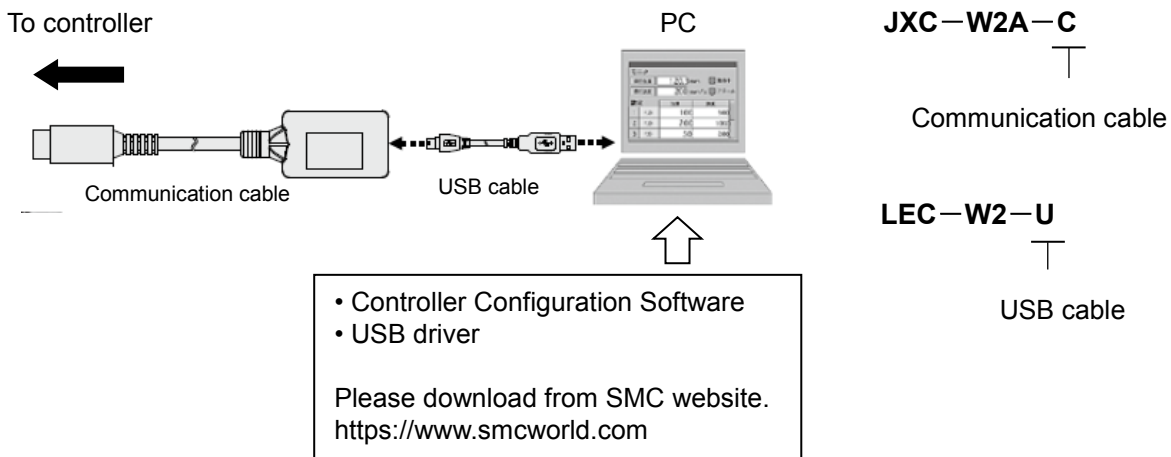 To controller
PC
JXC－W2A－C
Communication cable
Communication cable
USB cable
LEC－W2－U
USB cable
• Controller Configuration Software
• USB driver
Please download from SMC website.
https://www.smcworld.com